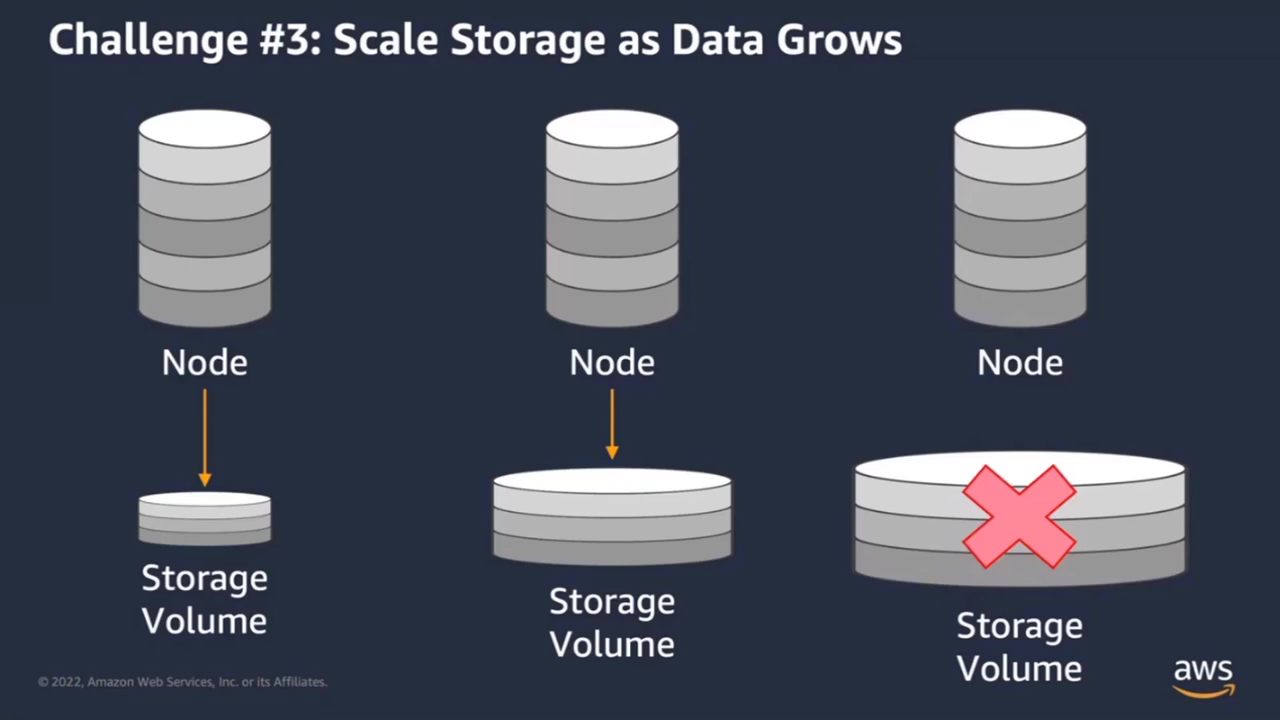 Challenge #3: Scale Storage as Data Grows
Node
Node
Node
Storage
Volume
Storage
Volume
Storage
Volume
© 2022, Amazon Web Services, Inc. or its Affiliates.
aws